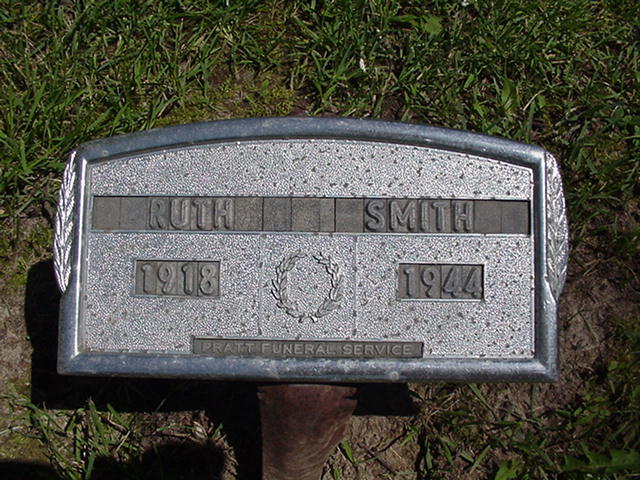 RUTH SMITH
1918 1944
PRATT FUNERAL SERVICE